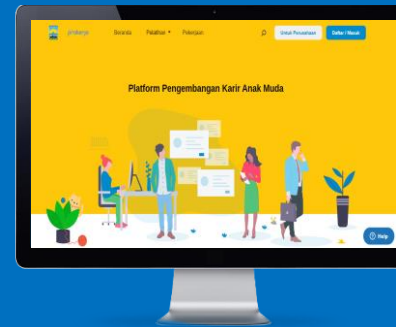 Beranda Pelatihan Pekerjaan Untuk Perusahaan Daftar / Masuk
Platform Pengembangan Karir Anak Muda
Help